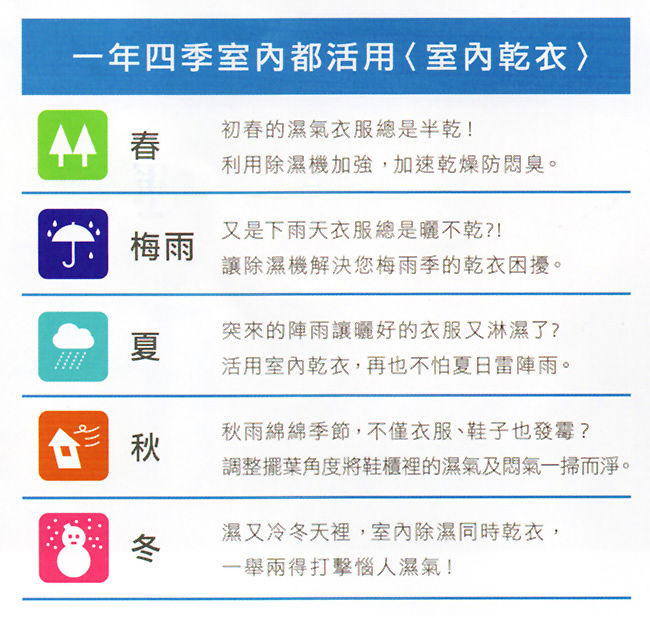 一年四季室內都活用〈室內乾衣〉
春
初春的濕氣衣服總是半乾!
利用除濕機加強,加速乾燥防悶臭。
梅雨
又是下雨天衣服總是曬不乾?!
讓除濕機解決您梅雨季的乾衣困擾。
夏
突來的陣雨讓曬好的衣服又淋濕了?
活用室內乾衣,再也不怕夏日雷陣雨。
秋
秋雨綿綿季節,不僅衣服、鞋子也發霉?
調整擺葉角度將鞋櫃裡的濕氣及悶氣一掃而淨。
冬
濕又冷冬天裡,室內除濕同時乾衣,
一舉兩得打擊惱人濕氣!